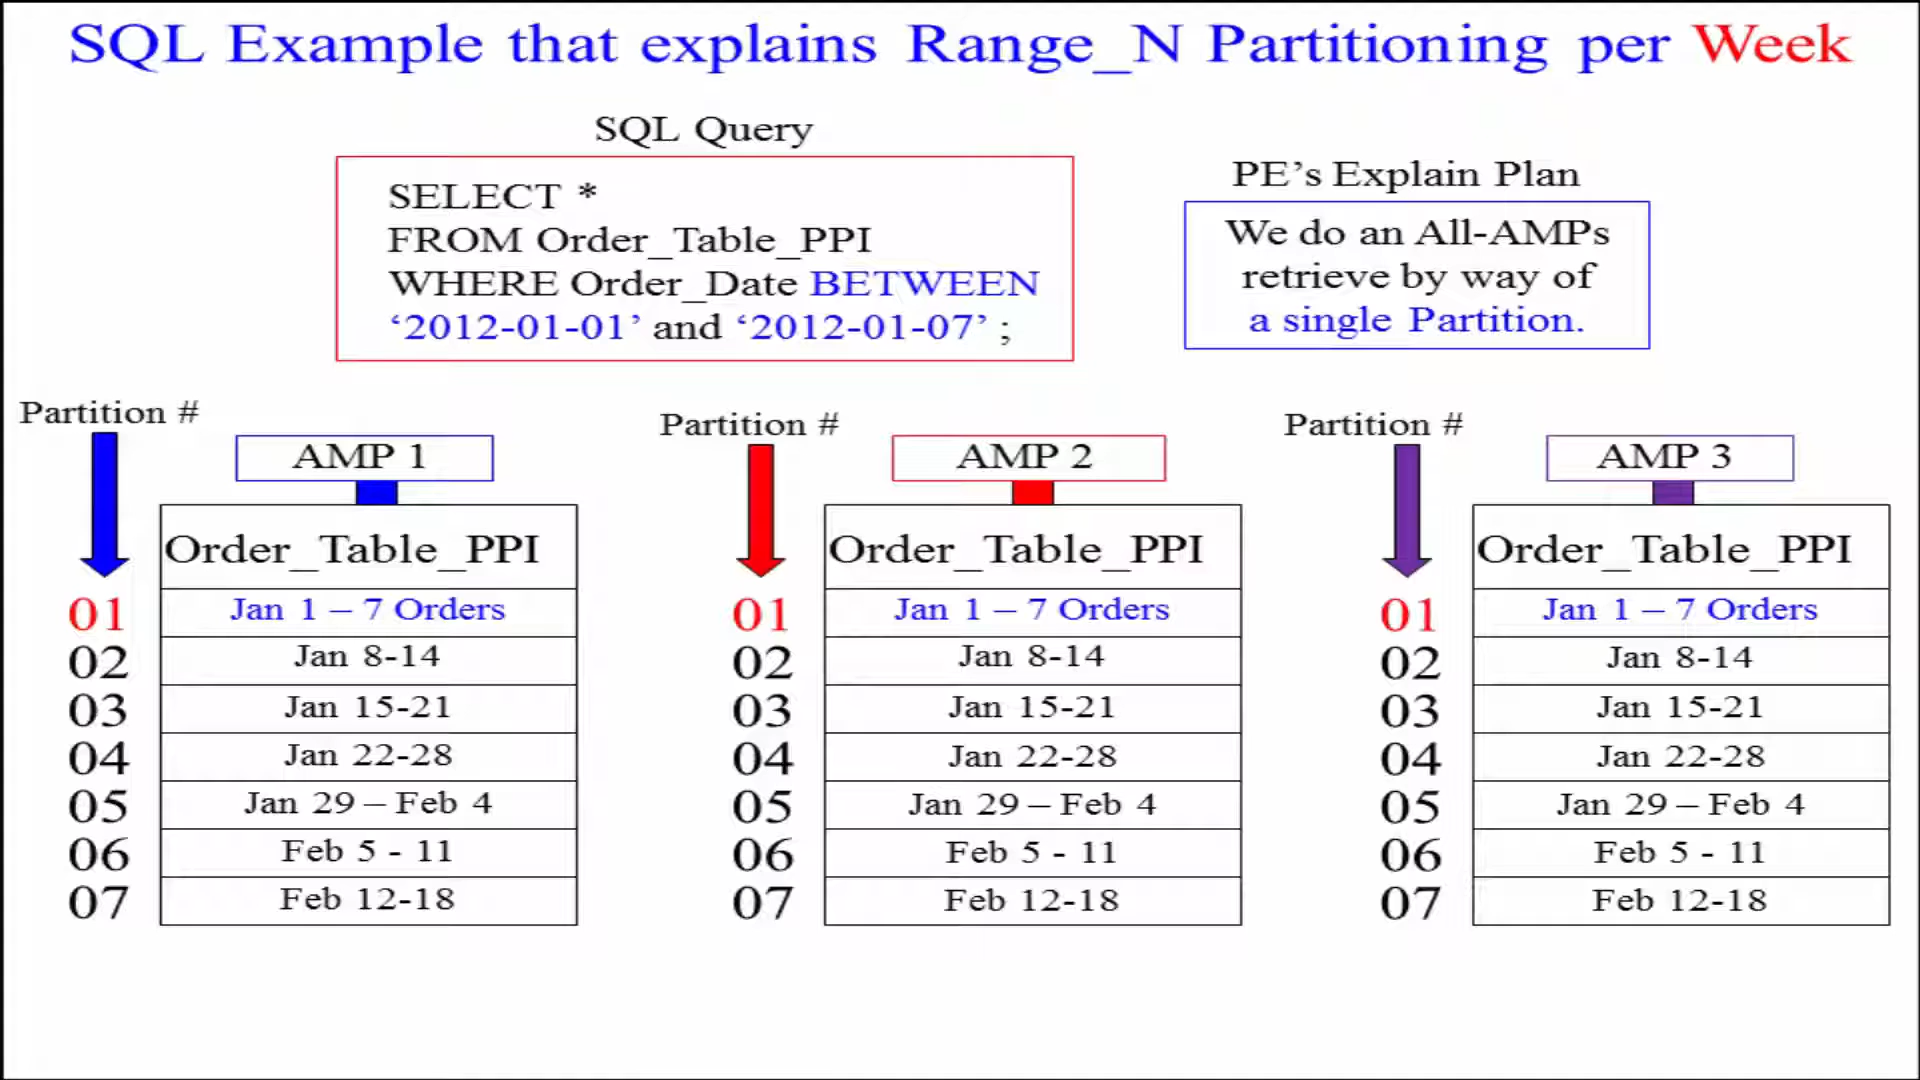 SQL Example that explains Range_N Partitioning per Week
SQL Query
SELECT *
FROM Order_Table_PPI
WHERE Order_Date BETWEEN
‘2012-01-01’ and ‘2012-01-07’ ;
PE’s Explain Plan
We do an All-AMPs
retrieve by way of
a single Partition.
Partition #
AMP 1
Order_Table_PPI
01 Jan 1 – 7 Orders
02 Jan 8-14
03 Jan 15-21
04 Jan 22-28
05 Jan 29 – Feb 4
06 Feb 5 - 11
07 Feb 12-18
Partition #
AMP 2
Order_Table_PPI
01 Jan 1 – 7 Orders
02 Jan 8-14
03 Jan 15-21
04 Jan 22-28
05 Jan 29 – Feb 4
06 Feb 5 - 11
07 Feb 12-18
Partition #
AMP 3
Order_Table_PPI
01 Jan 1 – 7 Orders
02 Jan 8-14
03 Jan 15-21
04 Jan 22-28
05 Jan 29 – Feb 4
06 Feb 5 - 11
07 Feb 12-18